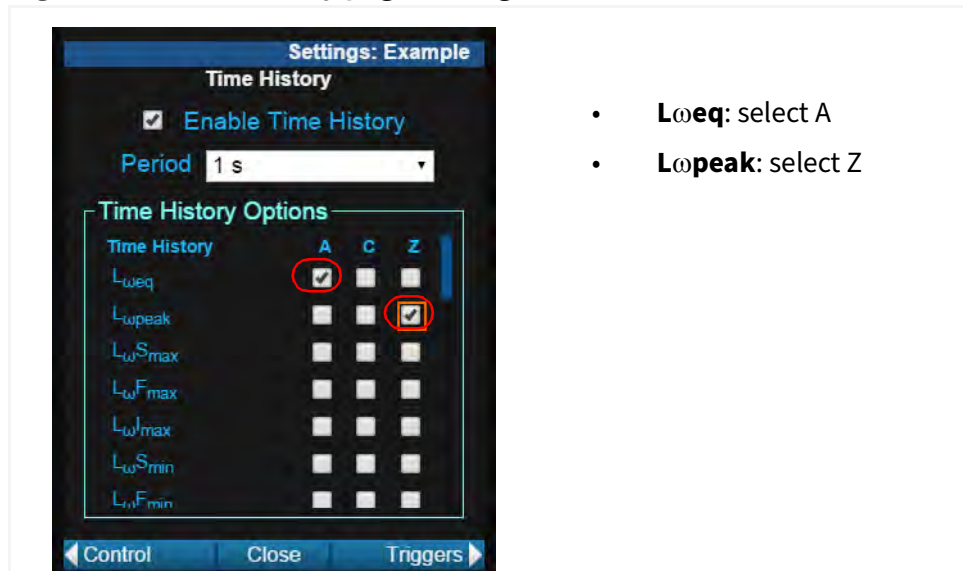 Settings: Example
Time History
Enable Time History
Period 1 s
Time History Options
Time History A C Z
Lωeq
Lωpeak
LωSmax
LωFmax
LωImax
LωSmin
LωFmin
Control Close Triggers
• Lωeq: select A
• Lωpeak: select Z